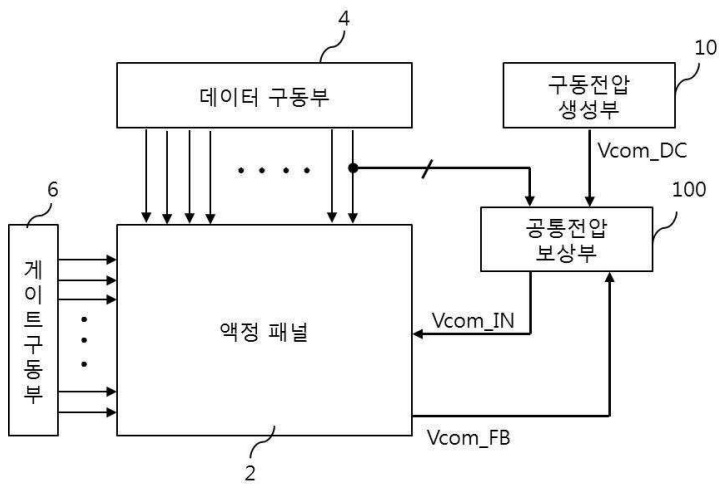 4
데이터 구동부
10
구동전압
생성부
Vcom_DC
6
게
이
트
구
동
부
100
공통전압
보상부
액정 패널
Vcom_IN
Vcom_FB
2